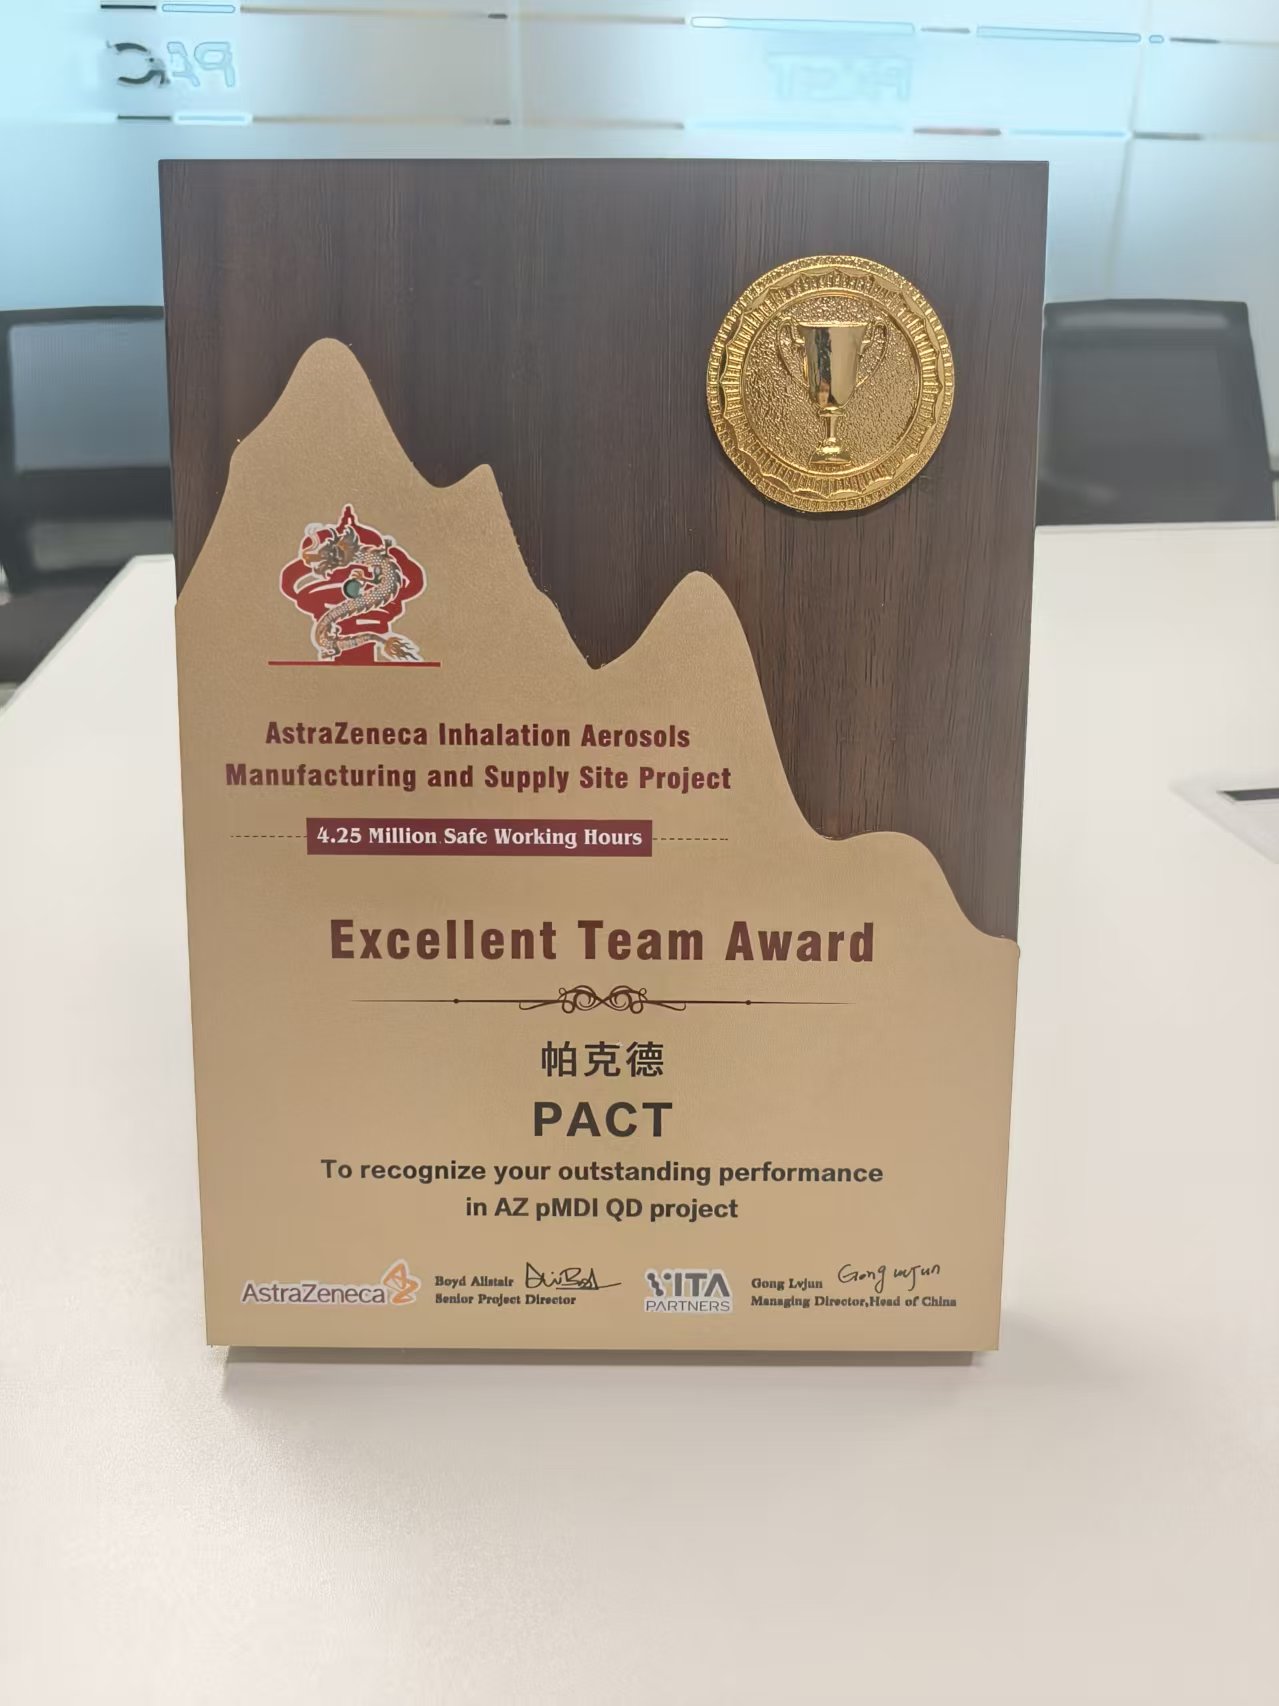 AstraZeneca Inhalation Aerosols
Manufacturing and Supply Site Project
4.25 Million Safe Working Hours
Excellent Team Award
帕克德
PACT
To recognize your outstanding performance
in AZ pMDI QD project
AstraZeneca
Boyd Alistair
Senior Project Director
VITA
PARTNERS
Gong Lvjun
Managing Director,Head of China